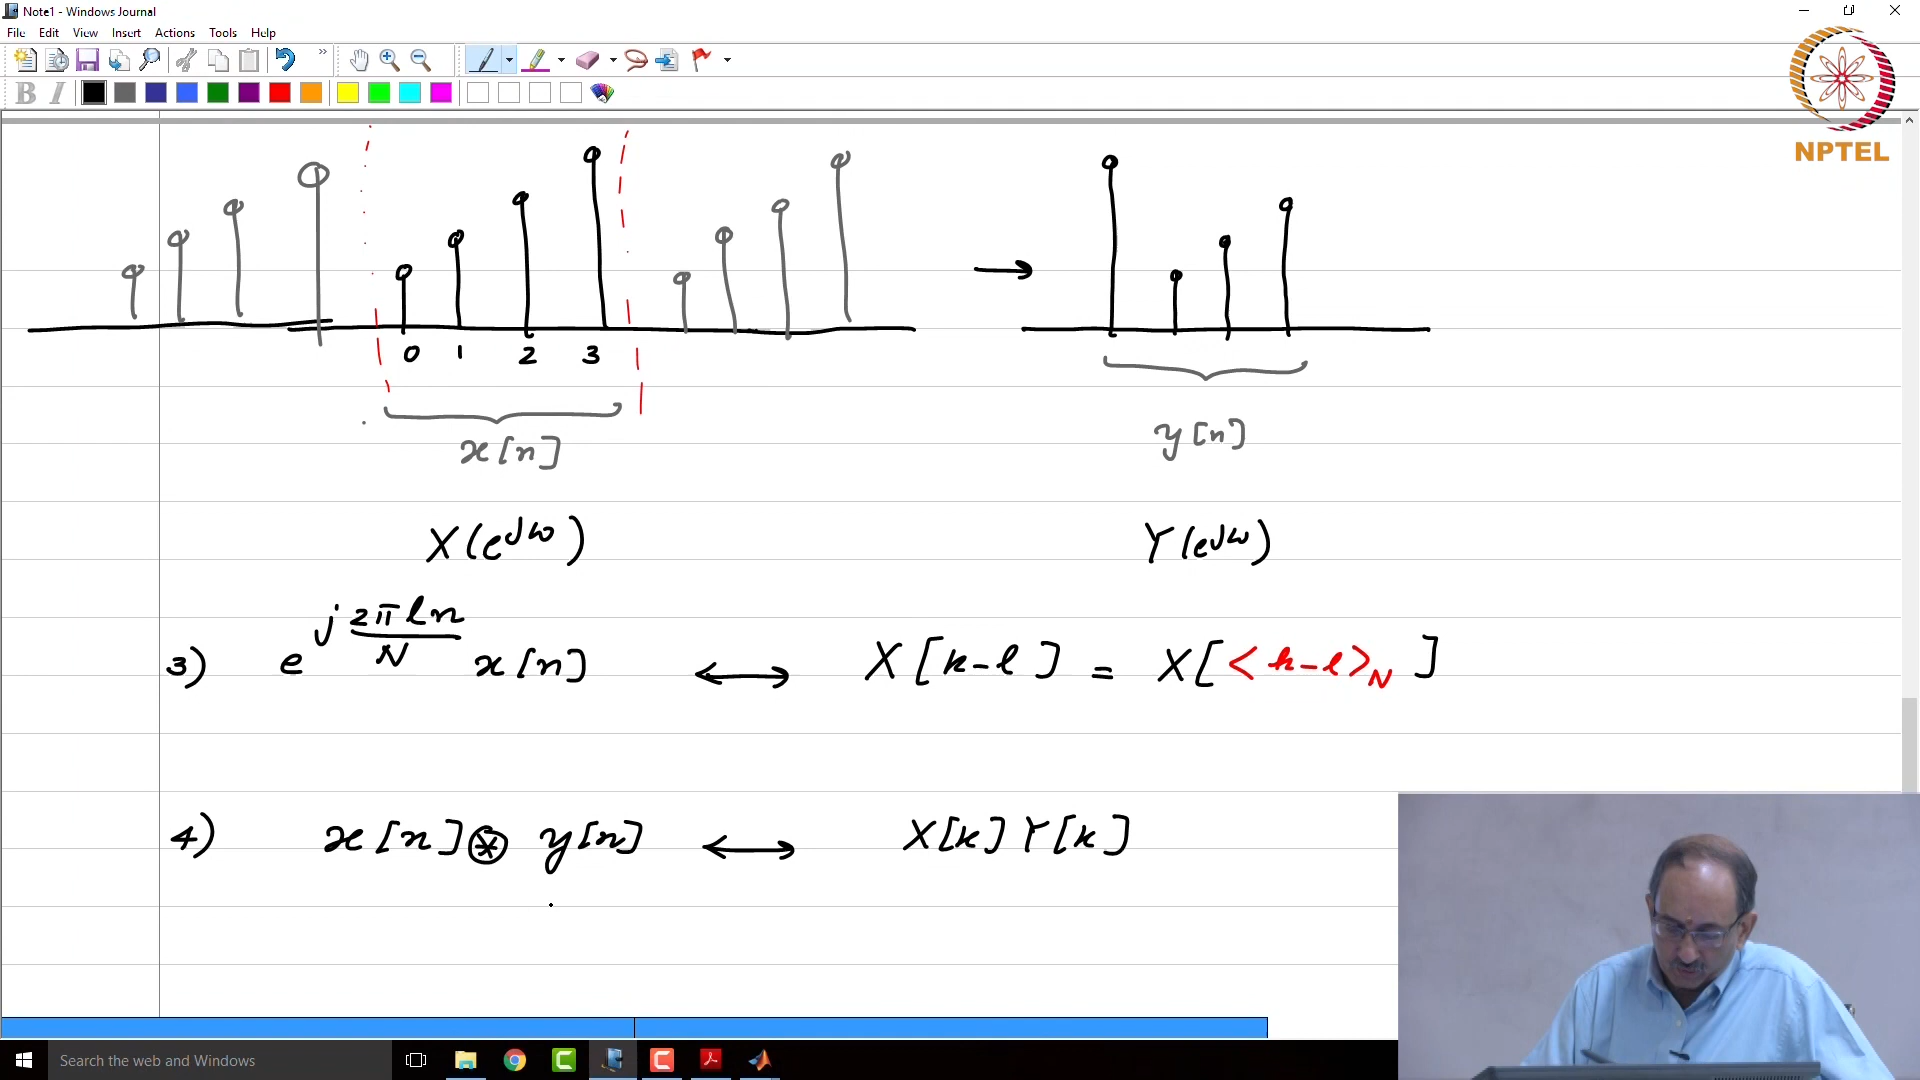 Note1 - Windows Journal
File Edit View Insert Actions Tools Help
B I
NPTEL
0 1 2 3
x[n]
y[n]
X(e^{jω})
Y(e^{jω})
3) e^{j 2πln/N} x[n] ⟷ X[k-l] = X[<k-l>_N]
4) x[n] ⊛ y[n] ⟷ X[k] Y[k]
Search the web and Windows